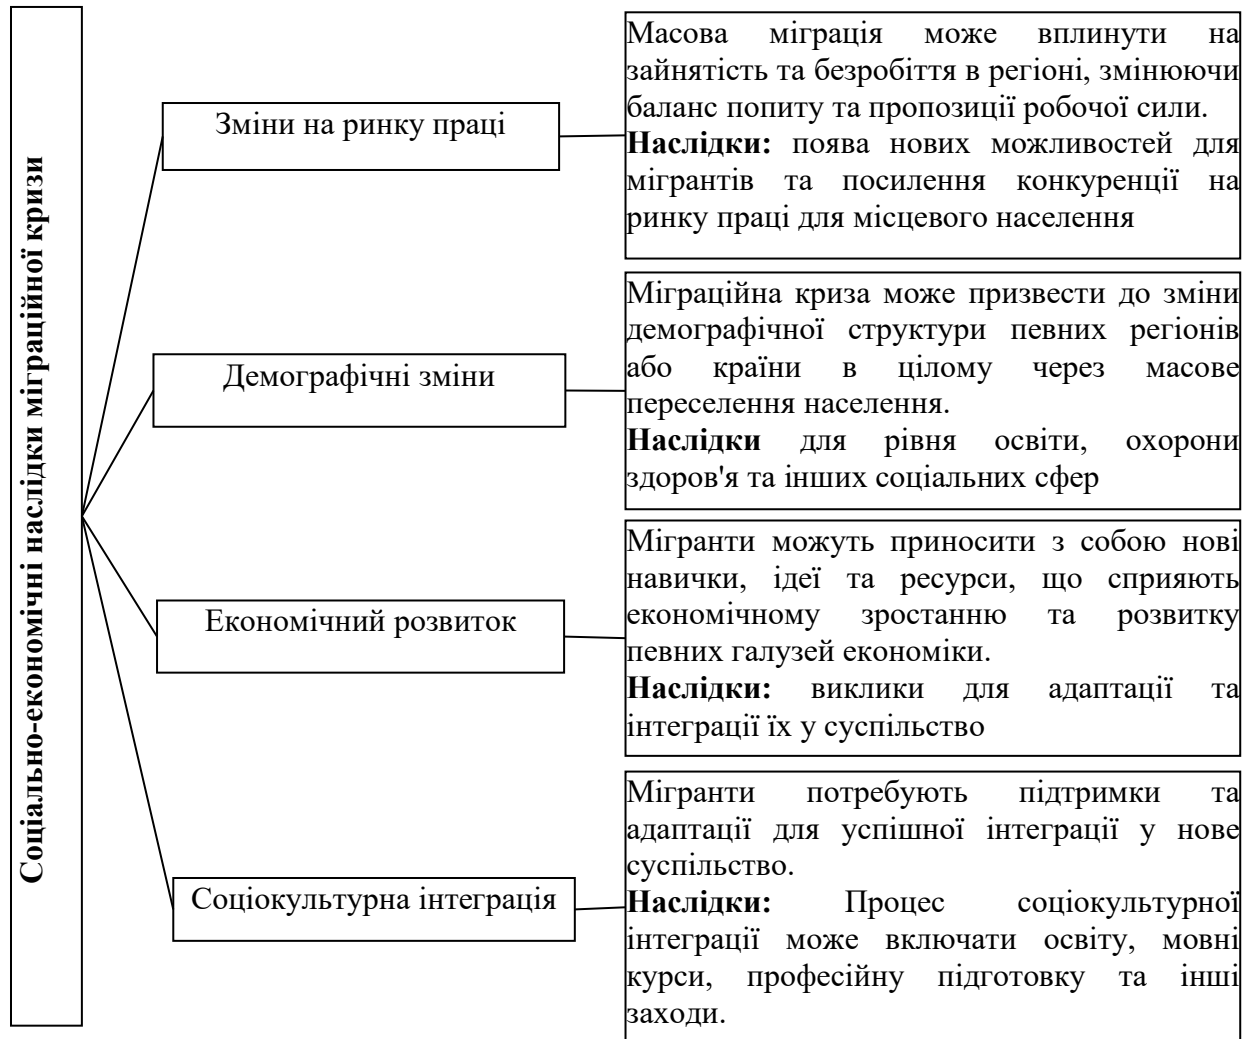 Соціально-економічні наслідки міграційної кризи
Зміни на ринку праці
Масова міграція може вплинути на
зайнятість та безробіття в регіоні, змінюючи
баланс попиту та пропозиції робочої сили.
Наслідки: поява нових можливостей для
мігрантів та посилення конкуренції на
ринку праці для місцевого населення
Демографічні зміни
Міграційна криза може призвести до зміни
демографічної структури певних регіонів
або країни в цілому через масове
переселення населення.
Наслідки для рівня освіти, охорони
здоров'я та інших соціальних сфер
Економічний розвиток
Мігранти можуть приносити з собою нові
навички, ідеї та ресурси, що сприяють
економічному зростанню та розвитку
певних галузей економіки.
Наслідки: виклики для адаптації та
інтеграції їх у суспільство
Соціокультурна інтеграція
Мігранти потребують підтримки та
адаптації для успішної інтеграції у нове
суспільство.
Наслідки: Процес соціокультурної
інтеграції може включати освіту, мовні
курси, професійну підготовку та інші
заходи.